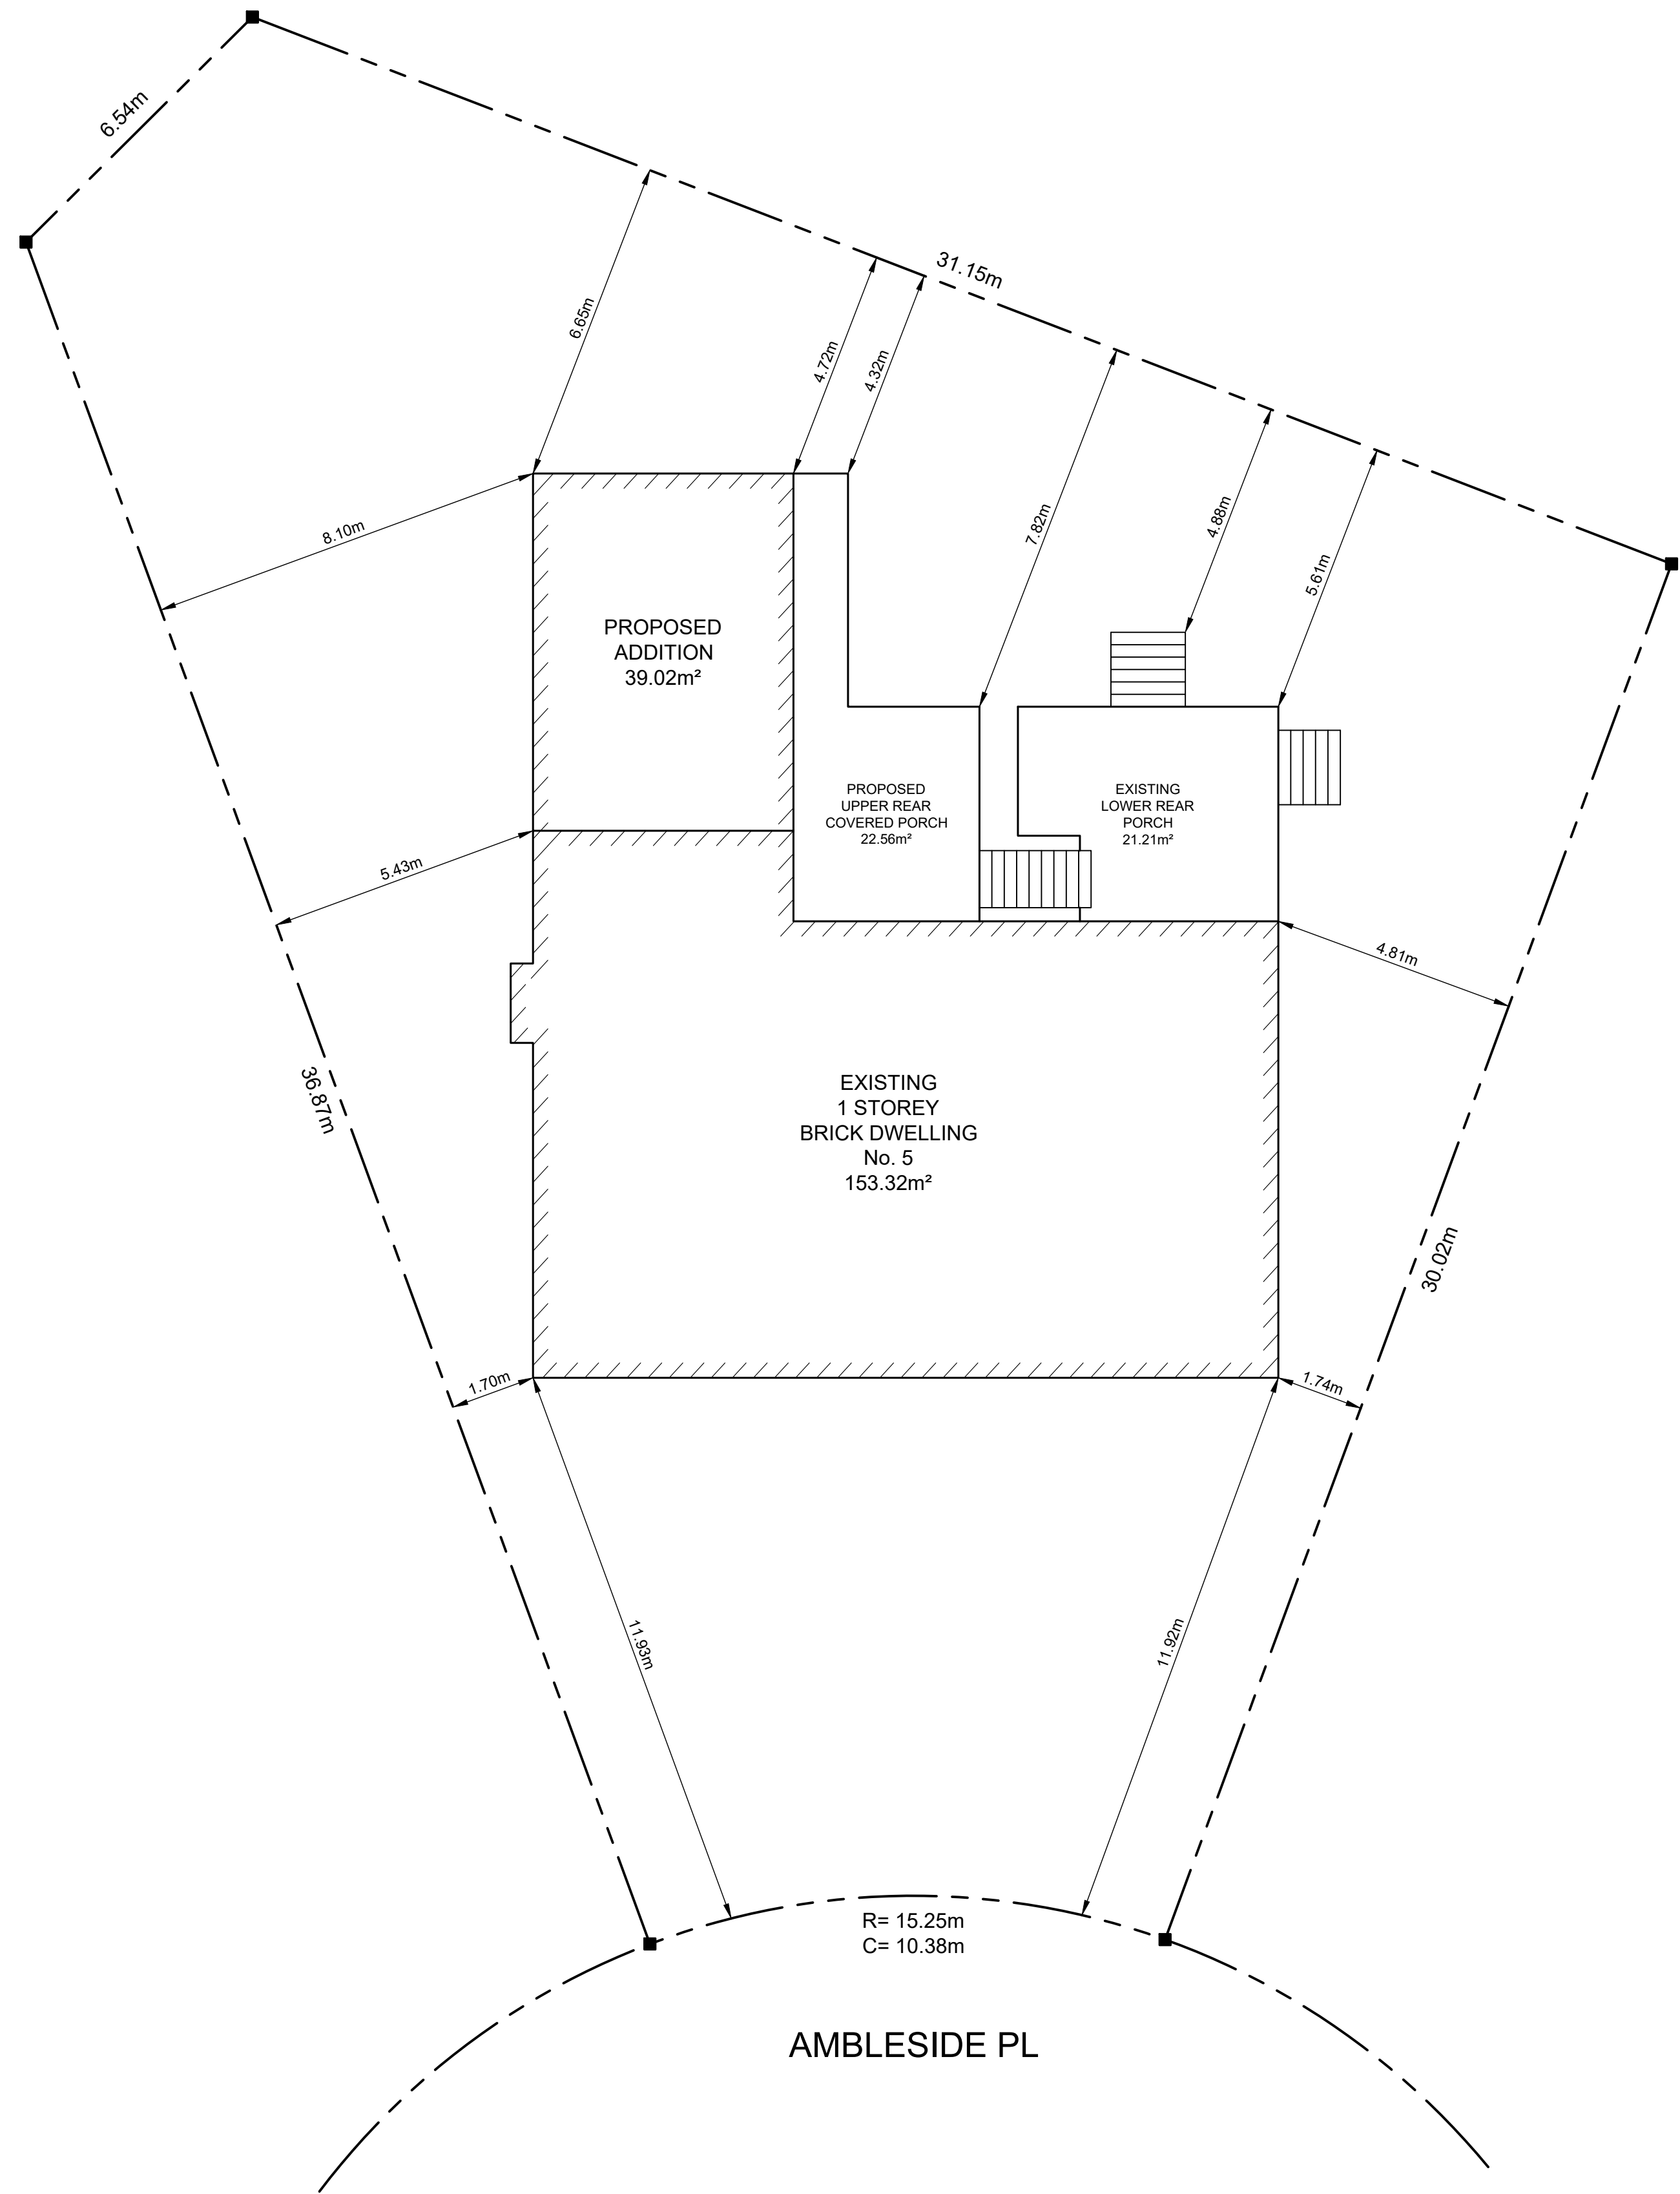 6.54m
31.15m
6.65m
4.72m
4.32m
7.82m
4.88m
5.61m
8.10m
PROPOSED
ADDITION
39.02m²
PROPOSED
UPPER REAR
COVERED PORCH
22.56m²
EXISTING
LOWER REAR
PORCH
21.21m²
5.43m
4.81m
36.87m
EXISTING
1 STOREY
BRICK DWELLING
No. 5
153.32m²
30.02m
1.70m
1.74m
11.93m
11.92m
R= 15.25m
C= 10.38m
AMBLESIDE PL